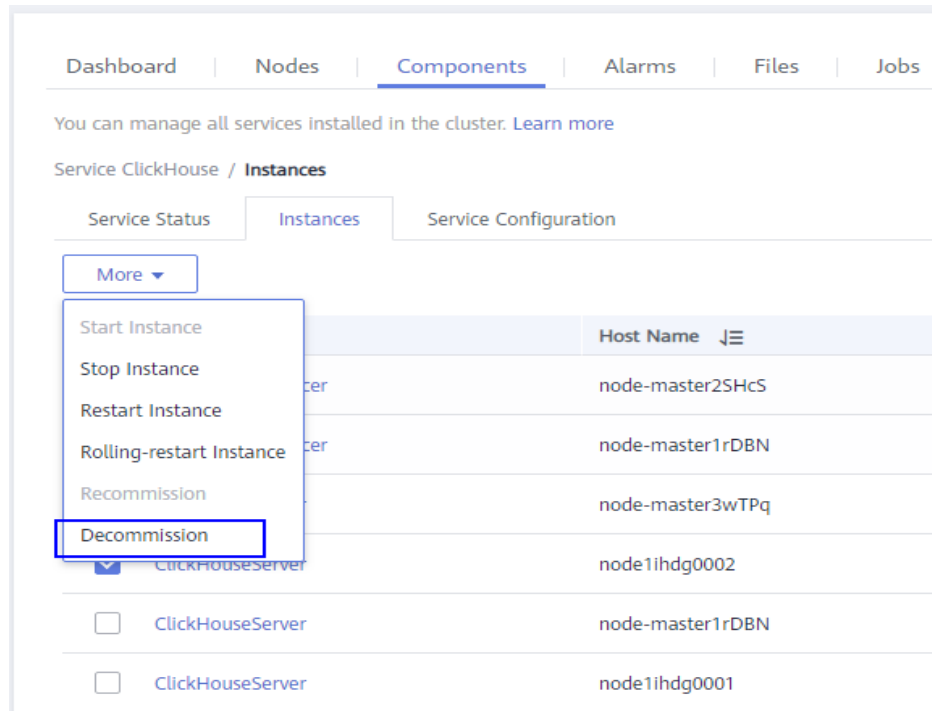 Dashboard Nodes Components Alarms Files Jobs
You can manage all services installed in the cluster. Learn more
Service ClickHouse / Instances
Service Status Instances Service Configuration
More
Start Instance
Host Name
Stop Instance
node-master2SHcS
Restart Instance
node-master1rDBN
Rolling-restart Instance
Recommission
node-master3wTPq
Decommission
ClickHouseServer node1ihdg0002
ClickHouseServer node-master1rDBN
ClickHouseServer node1ihdg0001